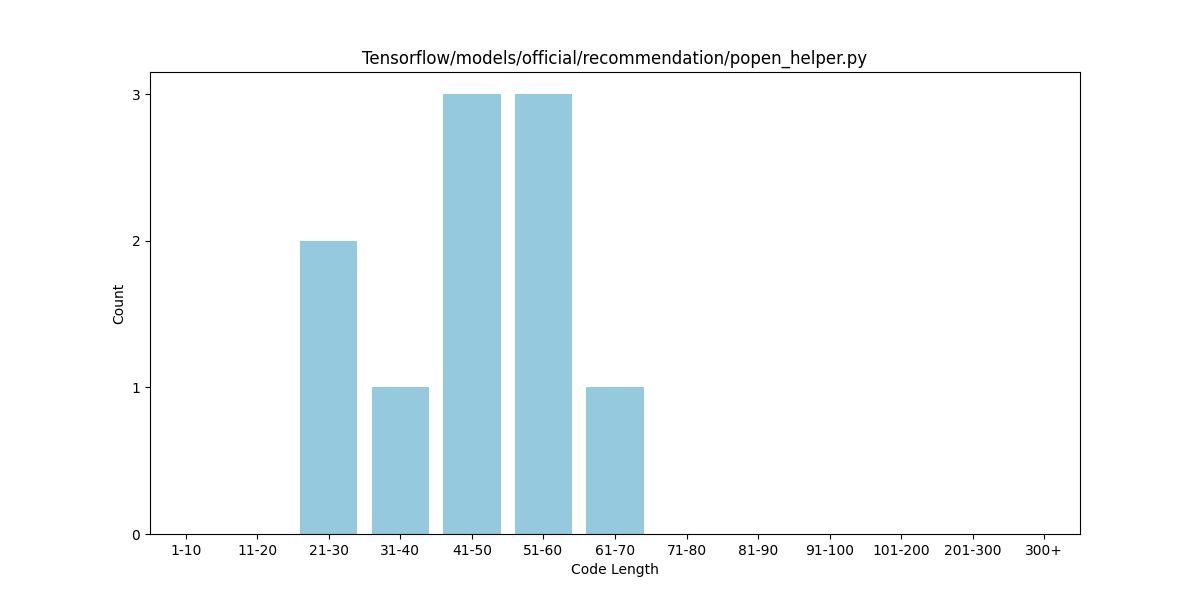 Tensorflow/models/official/recommendation/popen_helper.py
3
2
1
0
Count
1-10 11-20 21-30 31-40 41-50 51-60 61-70 71-80 81-90 91-100 101-200 201-300 300+
Code Length